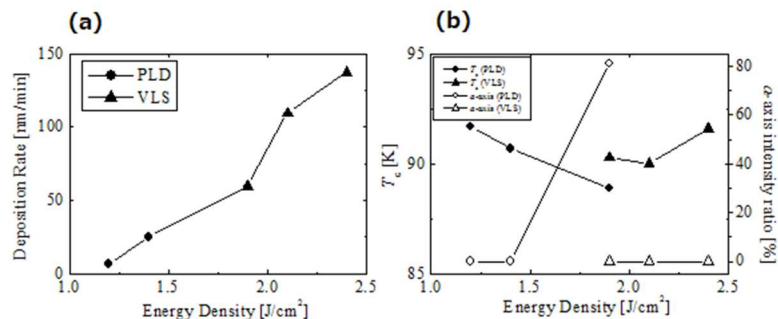 (a)
150
100
50
0
Deposition Rate [nm/min]
PLD
VLS
1.0 1.5 2.0 2.5
Energy Density [J/cm²]
(b)
95
90
85
Tc [K]
Tc (PLD)
Tc (VLS)
a-axis (PLD)
a-axis (VLS)
80
60
40
20
0
a-axis intensity ratio [%]
1.0 1.5 2.0 2.5
Energy Density [J/cm²]